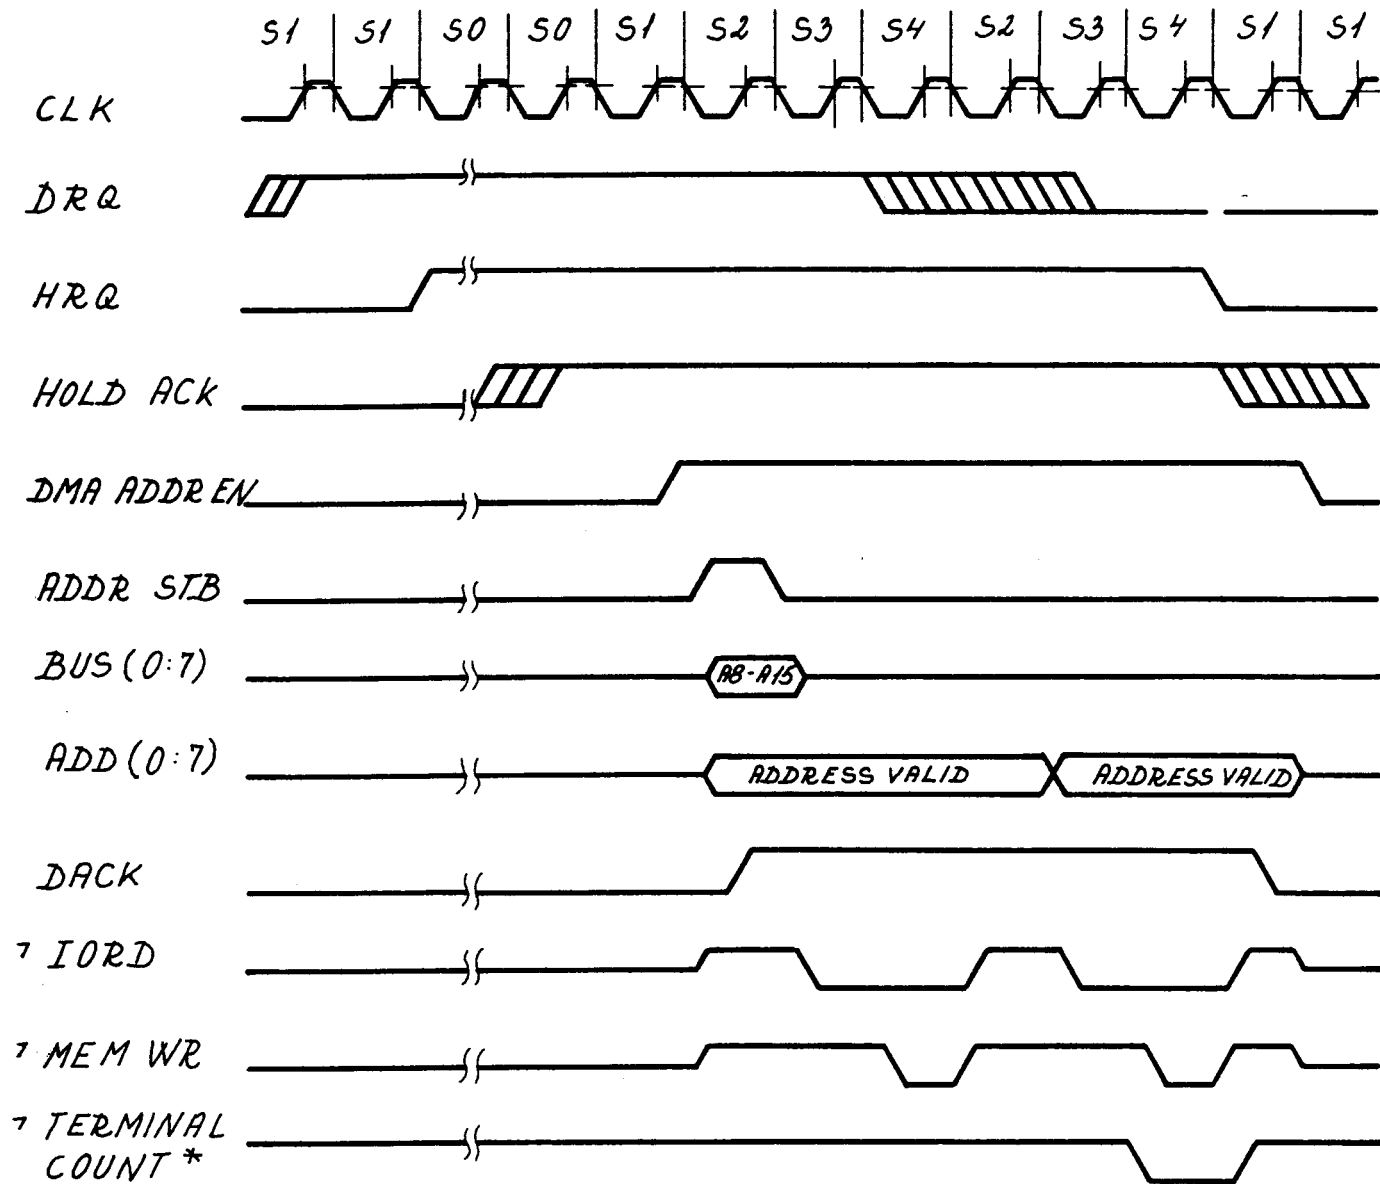 S1 S1 S0 S0 S1 S2 S3 S4 S2 S3 S4 S1 S1
CLK
DRQ
HRQ
HOLD ACK
DMA ADDR EN
ADDR STB
BUS (0:7) A8-A15
ADD (0:7) ADDRESS VALID ADDRESS VALID
DACK
¬ IORD
¬ MEM WR
¬ TERMINAL
COUNT *